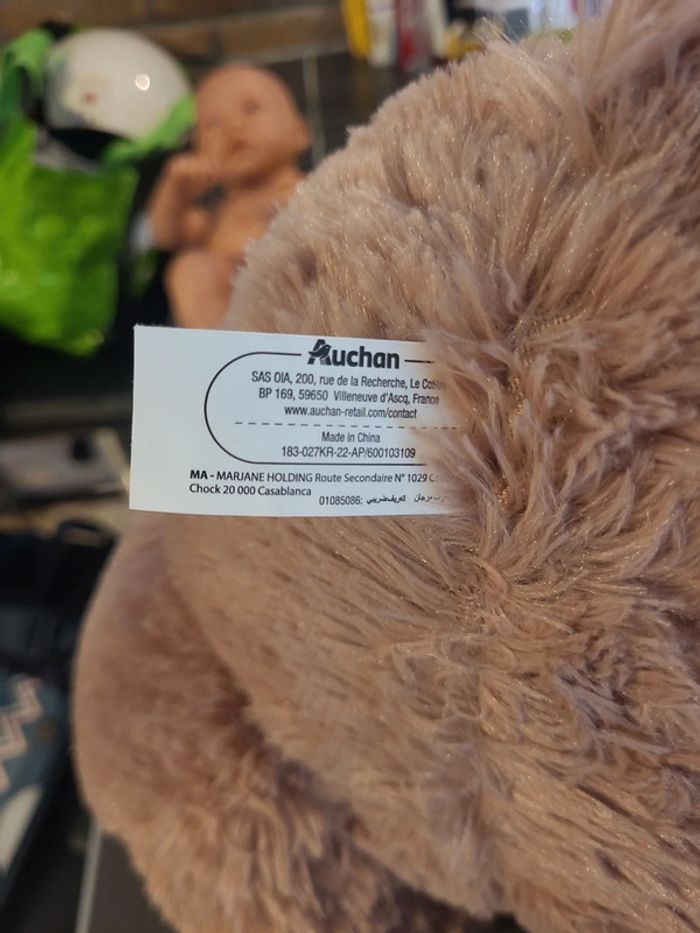 Auchan
SAS OIA, 200, rue de la Recherche, Le
BP 169, 59650 Villeneuve d'Ascq, France
www.auchan-retail.com/contact
Made in China
183-027KR-22-AP/600103109
MA - MARJANE HOLDING Route Secondaire N° 1029
Chock 20 000 Casablanca
01085086: تعريف ضريبي